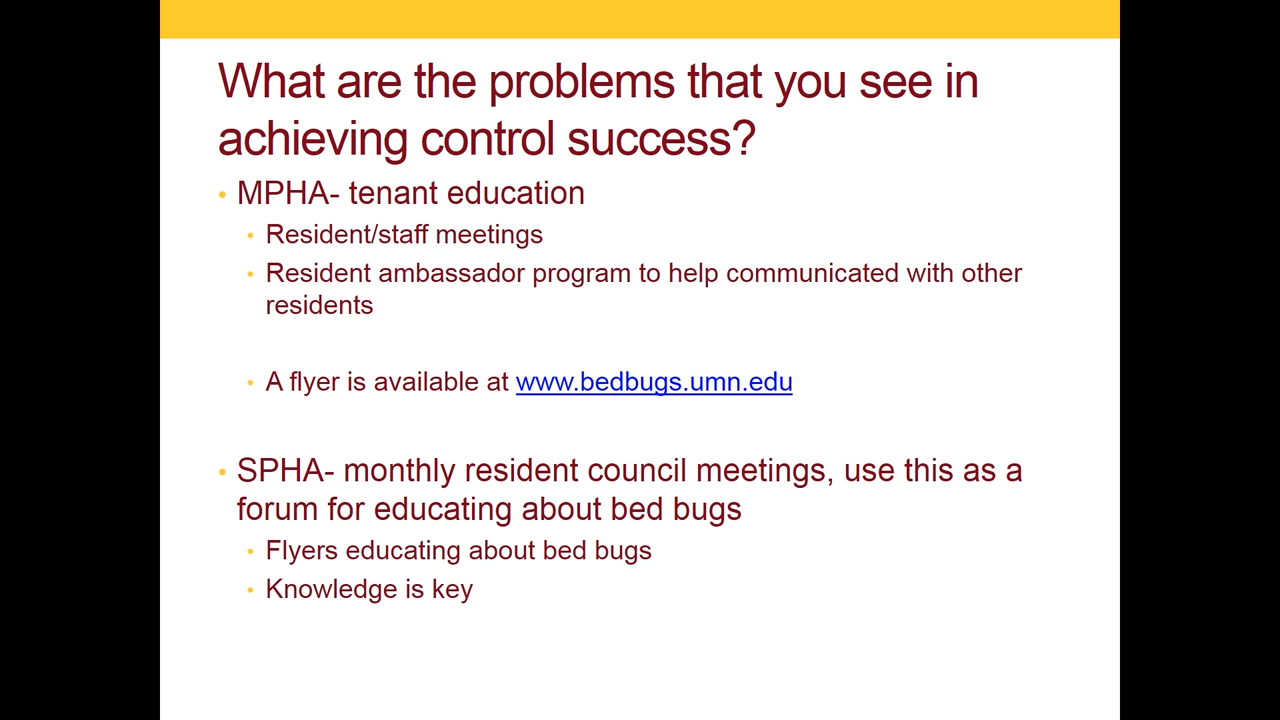 What are the problems that you see in
achieving control success?
• MPHA- tenant education
• Resident/staff meetings
• Resident ambassador program to help communicated with other
residents
• A flyer is available at www.bedbugs.umn.edu
• SPHA- monthly resident council meetings, use this as a
forum for educating about bed bugs
• Flyers educating about bed bugs
• Knowledge is key